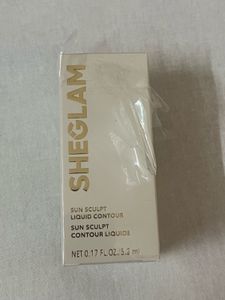 SHEGLAM
SUN SCULPT
LIQUID CONTOUR
SUN SCULPT
CONTOUR LIQUIDE
NET 0.17 FL.OZ./5.2 ml